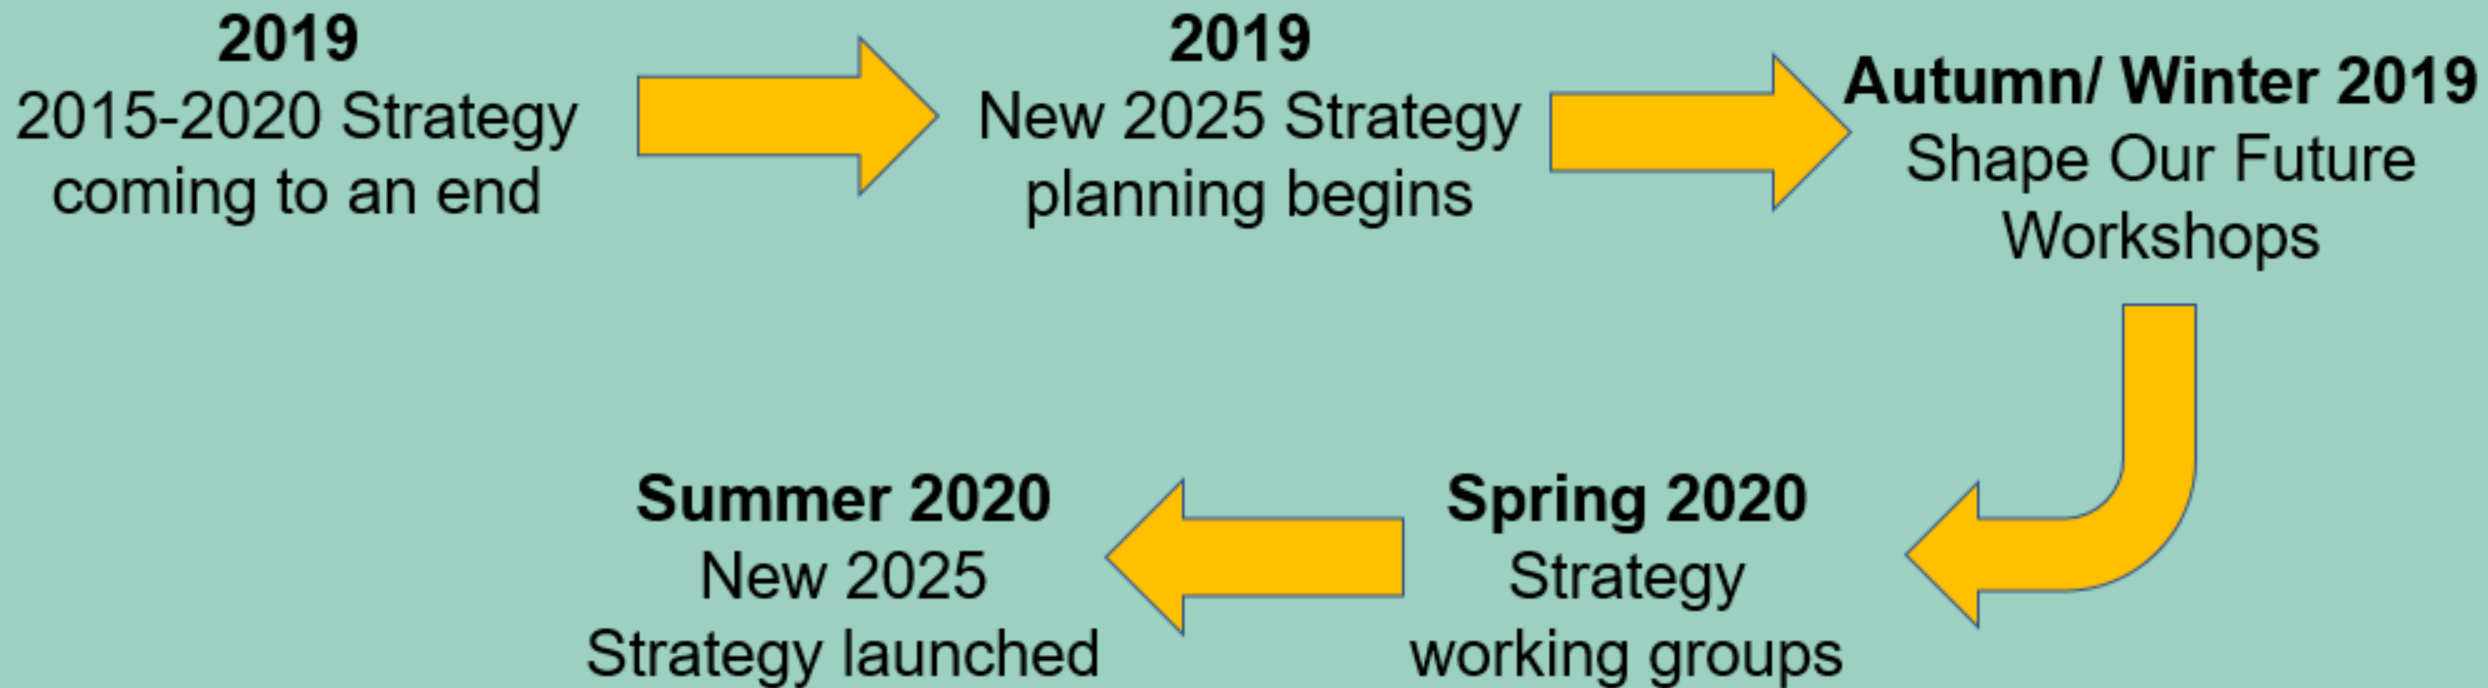 2019
2015-2020 Strategy
coming to an end
2019
New 2025 Strategy
planning begins
Autumn/ Winter 2019
Shape Our Future
Workshops
Spring 2020
Strategy
working groups
Summer 2020
New 2025
Strategy launched